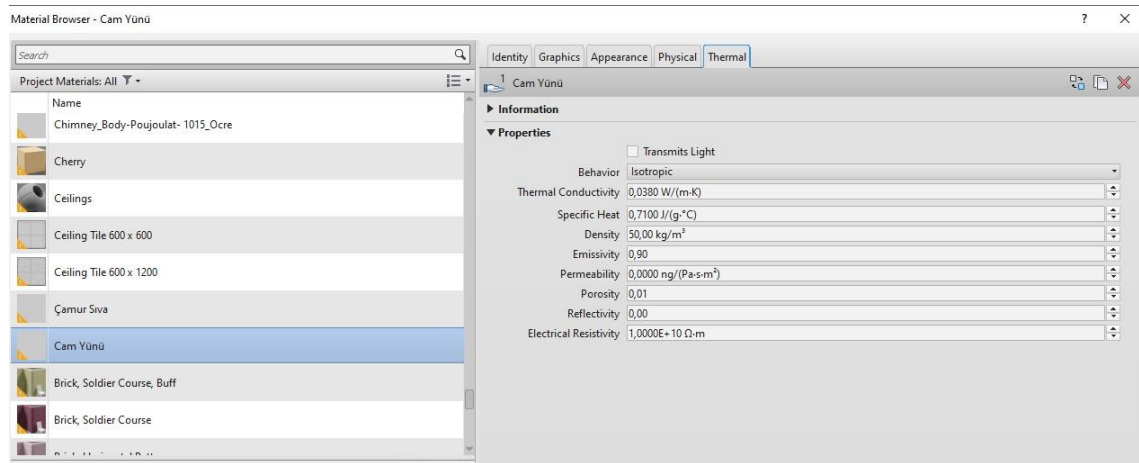 Material Browser - Cam Yünü
? X
Search
Project Materials: All
Name
Chimney_Body-Poujoulat- 1015_Ocre
Cherry
Ceilings
Ceiling Tile 600 x 600
Ceiling Tile 600 x 1200
Çamur Sıva
Cam Yünü
Brick, Soldier Course, Buff
Brick, Soldier Course
Identity Graphics Appearance Physical Thermal
1 Cam Yünü
Information
Properties
Transmits Light
Behavior Isotropic
Thermal Conductivity 0,0380 W/(m·K)
Specific Heat 0,7100 J/(g·°C)
Density 50,00 kg/m³
Emissivity 0,90
Permeability 0,0000 ng/(Pa·s·m²)
Porosity 0,01
Reflectivity 0,00
Electrical Resistivity 1,0000E+10 Ω·m